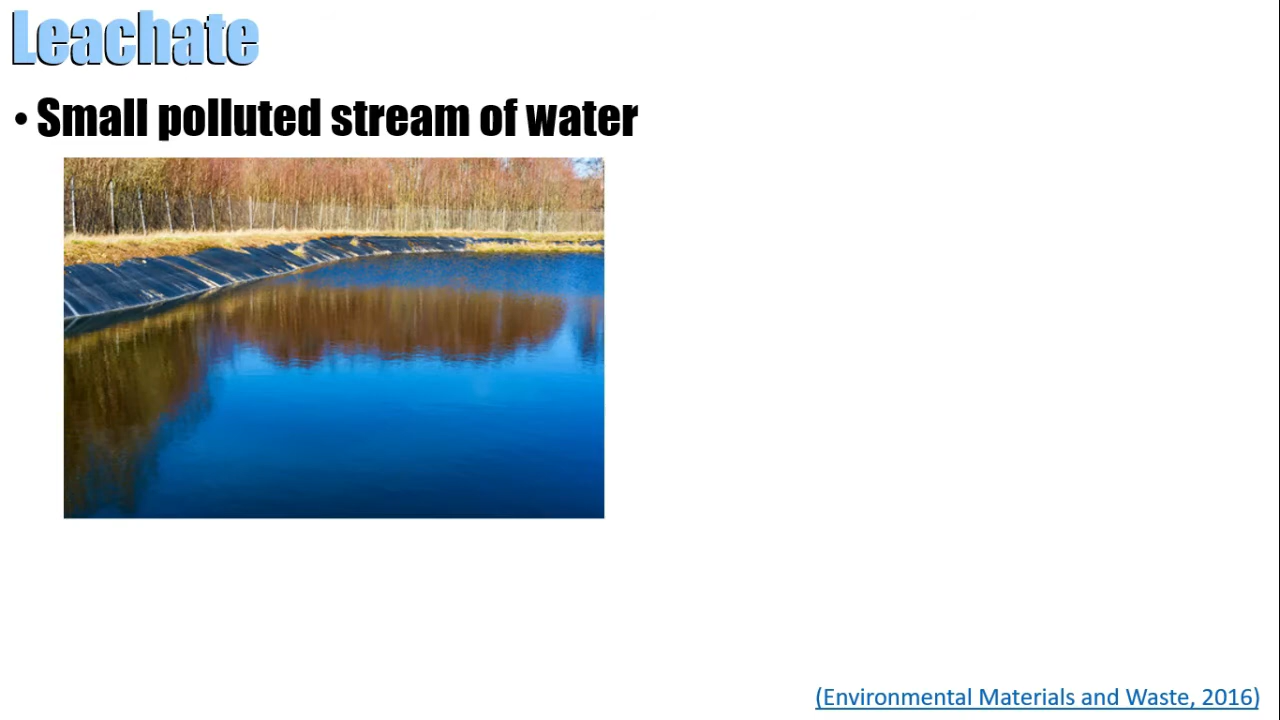 Leachate
• Small polluted stream of water
(Environmental Materials and Waste, 2016)